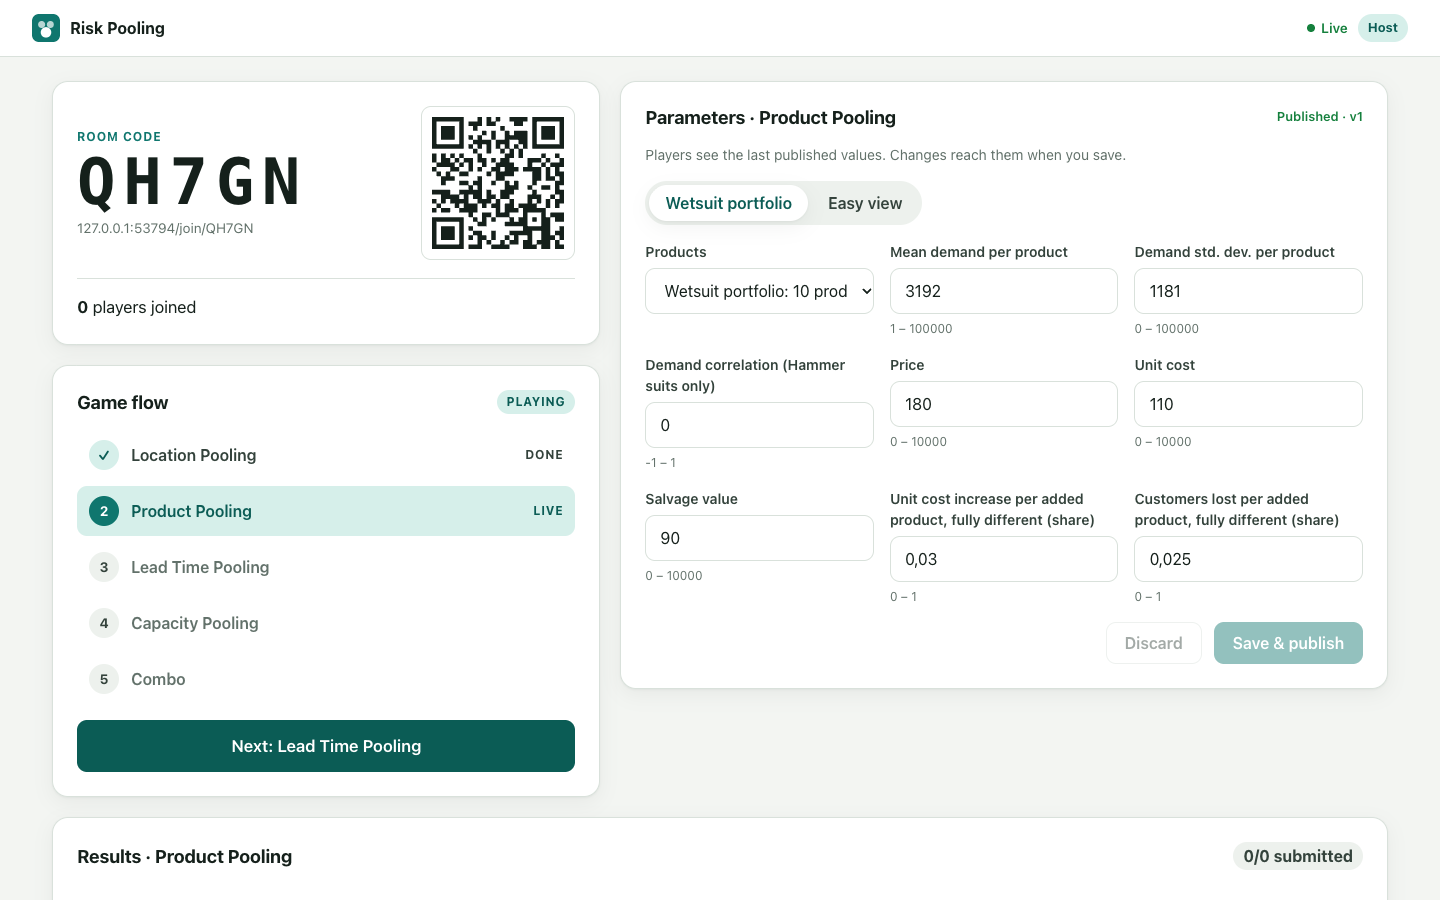 Risk Pooling
Live
Host
ROOM CODE
QH7GN
127.0.0.1:53794/join/QH7GN
0 players joined
Game flow
PLAYING
Location Pooling
DONE
2
Product Pooling
LIVE
3
Lead Time Pooling
4
Capacity Pooling
5
Combo
Next: Lead Time Pooling
Parameters · Product Pooling
Published · v1
Players see the last published values. Changes reach them when you save.
Wetsuit portfolio
Easy view
Products
Wetsuit portfolio: 10 prod
Mean demand per product
3192
1 – 100000
Demand std. dev. per product
1181
0 – 100000
Demand correlation (Hammer
suits only)
0
-1 – 1
Price
180
0 – 10000
Unit cost
110
0 – 10000
Salvage value
90
0 – 10000
Unit cost increase per added
product, fully different (share)
0,03
0 – 1
Customers lost per added
product, fully different (share)
0,025
0 – 1
Discard
Save & publish
Results · Product Pooling
0/0 submitted